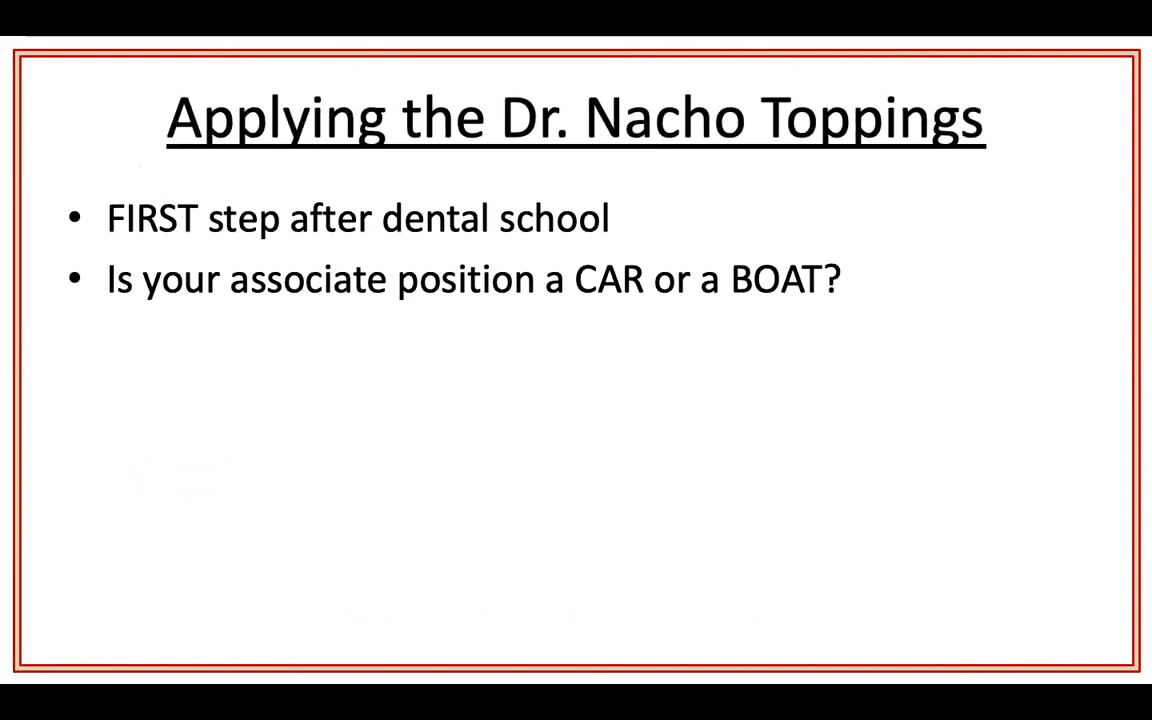 Applying the Dr. Nacho Toppings
• FIRST step after dental school
• Is your associate position a CAR or a BOAT?